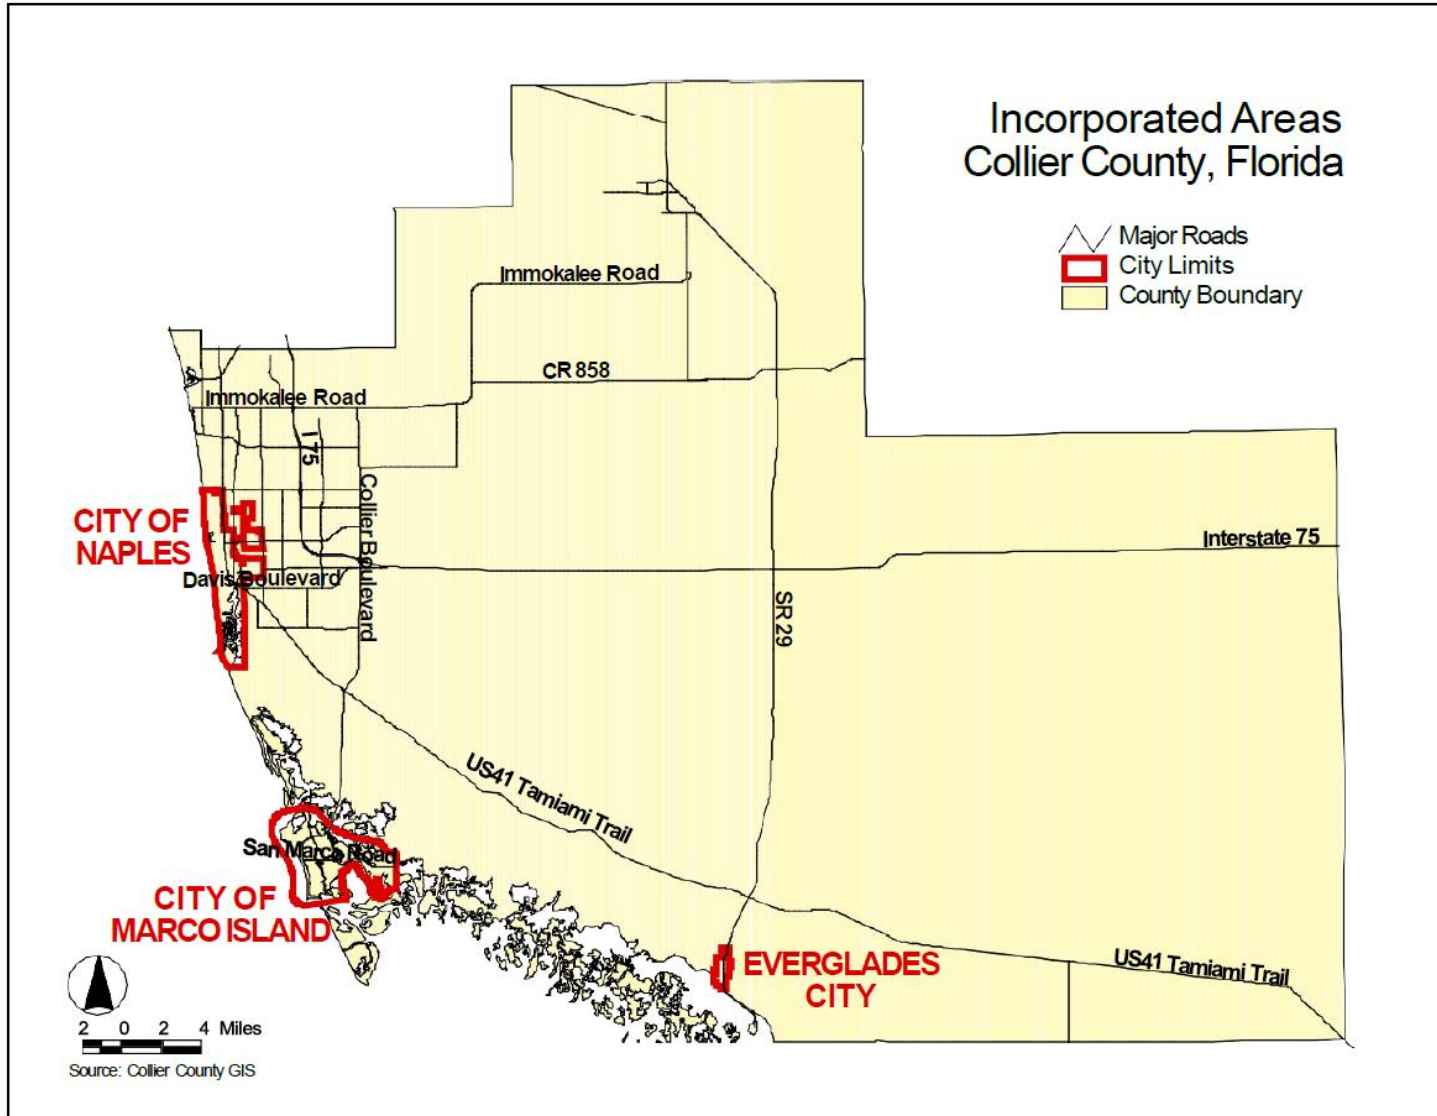 Incorporated Areas
Collier County, Florida
Major Roads
City Limits
County Boundary
Immokalee Road
CR 858
Immokalee Road
I 75
Collier Boulevard
CITY OF
NAPLES
Interstate 75
Davis Boulevard
SR 29
US41 Tamiami Trail
San Marco Road
CITY OF
MARCO ISLAND
EVERGLADES
CITY
US41 Tamiami Trail
2 0 2 4 Miles
Source: Collier County GIS